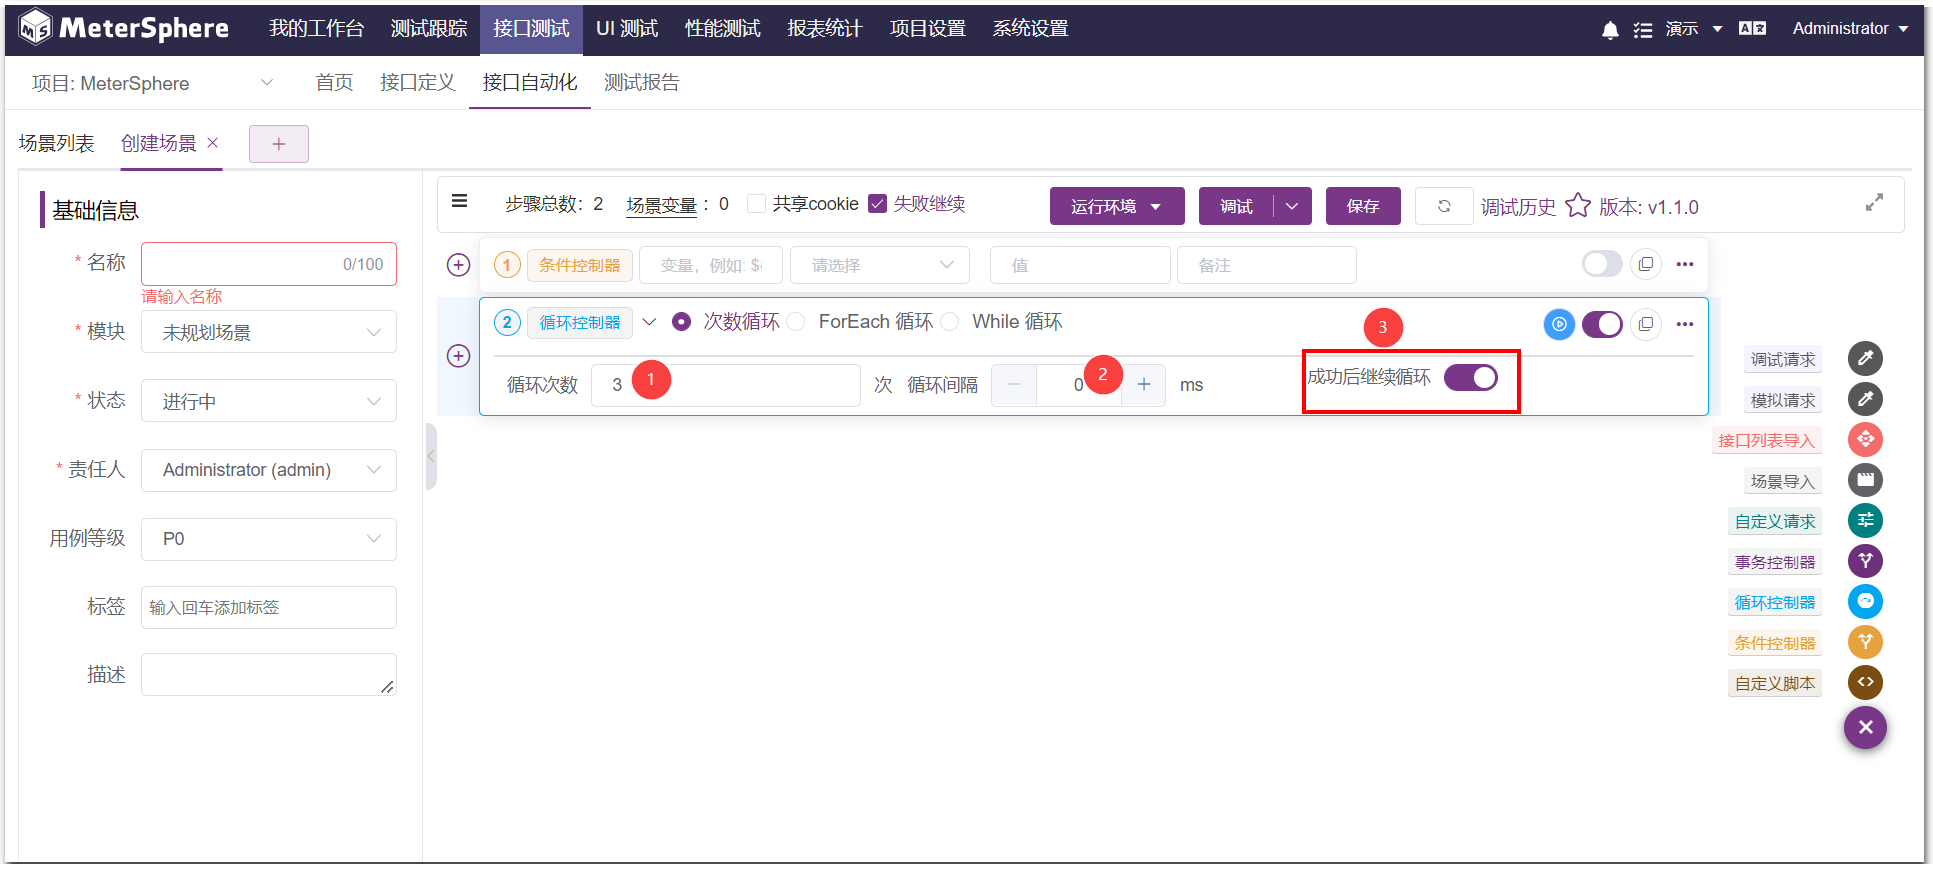 MeterSphere 我的工作台 测试跟踪 接口测试 UI 测试 性能测试 报表统计 项目设置 系统设置 演示 Administrator
项目: MeterSphere 首页 接口定义 接口自动化 测试报告
场景列表 创建场景 × +
基础信息
* 名称 0/100
请输入名称
* 模块 未规划场景
* 状态 进行中
* 责任人 Administrator (admin)
用例等级 P0
标签 输入回车添加标签
描述
步骤总数: 2 场景变量 : 0 共享cookie 失败继续 运行环境 调试 保存 调试历史 版本: v1.1.0
1 条件控制器 变量，例如: $‹ 请选择 值 备注
2 循环控制器 次数循环 ForEach 循环 While 循环
3
循环次数 3 1 次 循环间隔 − 0 2 + ms 成功后继续循环
调试请求
模拟请求
接口列表导入
场景导入
自定义请求
事务控制器
循环控制器
条件控制器
自定义脚本